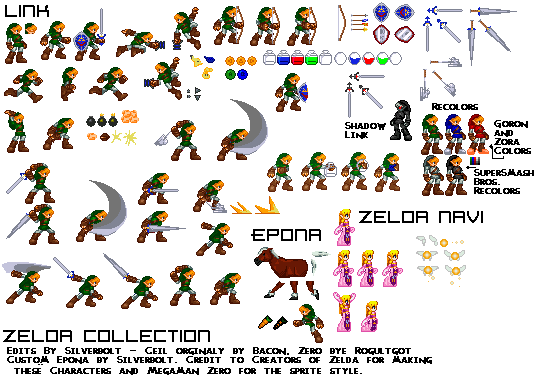 Link
Recolors
Shadow
Link
Goron
and
Zora
Colors
SuperSmash
Bros.
Recolors
Zelda Navi
Epona
Zelda Collection
Edits By Silverbolt - Ceil orginaly by Bacon, Zero bye Rogultgot
Custom Epona by Silverbolt. Credit to Creators of Zelda for Making
these Characters and MegaMan Zero for the sprite style.